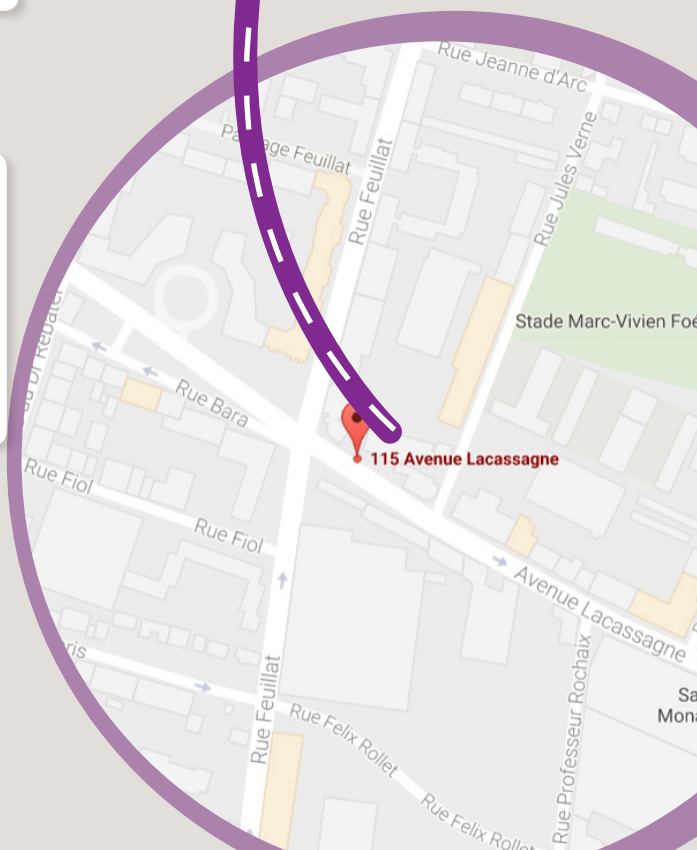 Rue Jeanne d'Arc
Passage Feuillat
Rue Feuillat
Rue Jules Verne
Stade Marc-Vivien Foé
Rue Bara
115 Avenue Lacassagne
Rue Fiol
Rue Fiol
Avenue Lacassagne
Rue Feuillat
Rue Felix Rollet
Rue Felix Rollet
Rue Professeur Rochaix